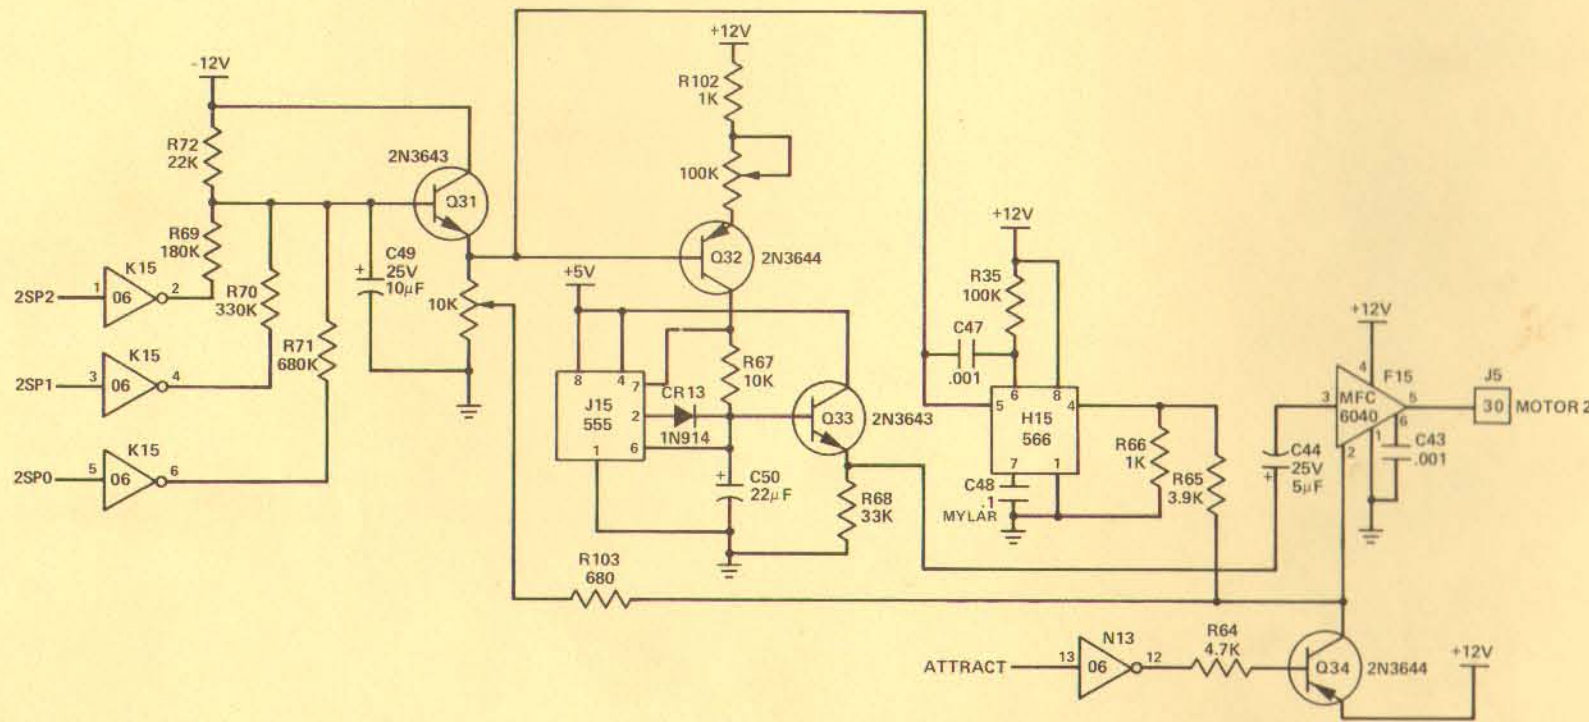 -12V
R72
22K
2N3643
Q31
R69
180K
K15
2SP2
1
06
2
R70
330K
K15
2SP1
3
06
4
R71
680K
K15
2SP0
5
06
6
+
C49
25V
10µF
10K
+12V
R102
1K
100K
Q32
2N3644
+5V
8
4
7
J15
555
2
1
6
CR13
1N914
R67
10K
Q33
2N3643
+
C50
22µF
R68
33K
R103
680
+12V
R35
100K
C47
.001
6
8
5
4
H15
566
7
1
C48
.1
MYLAR
R66
1K
R65
3.9K
+12V
4
F15
3
MFC
6040
5
6
1
2
C43
.001
C44
25V
5µF
+
J5
30
MOTOR 2
ATTRACT
13
N13
06
12
R64
4.7K
Q34
2N3644
+12V